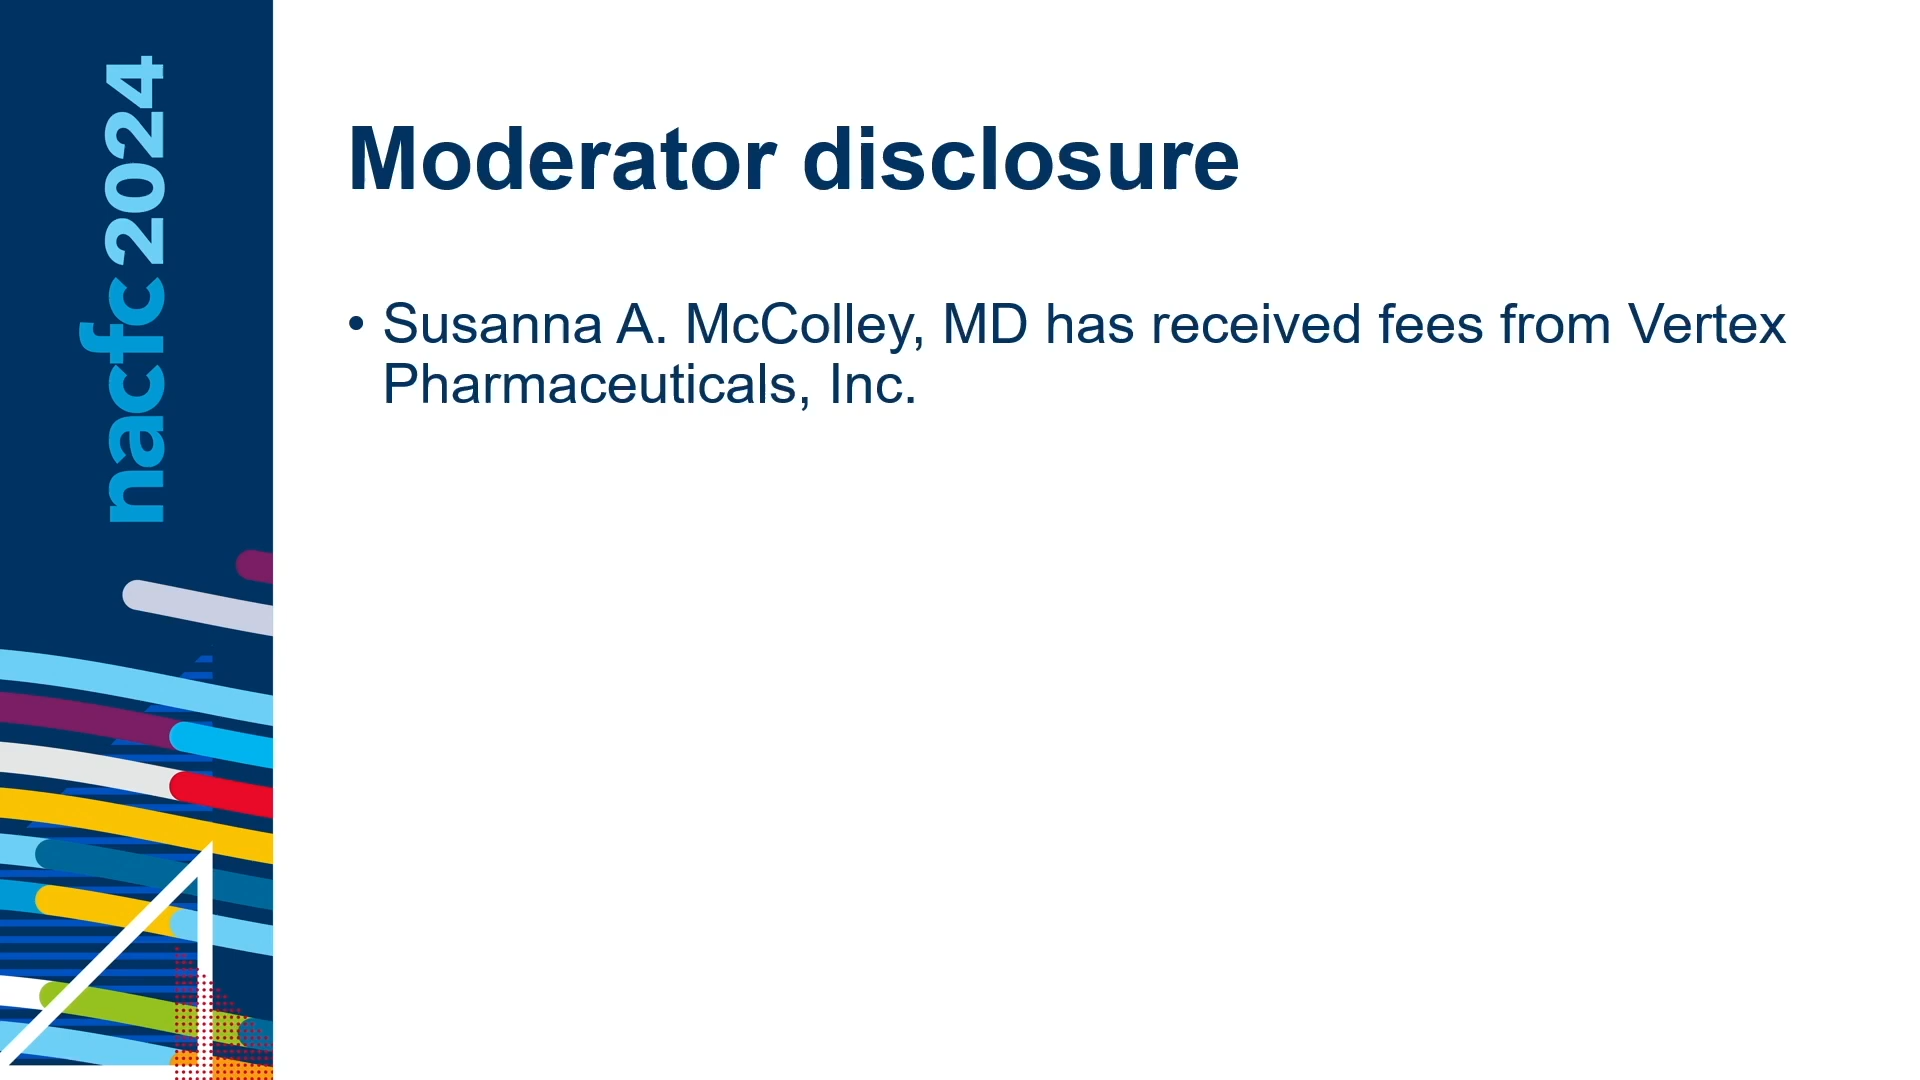 nacfc2024
Moderator disclosure
• Susanna A. McColley, MD has received fees from Vertex
Pharmaceuticals, Inc.